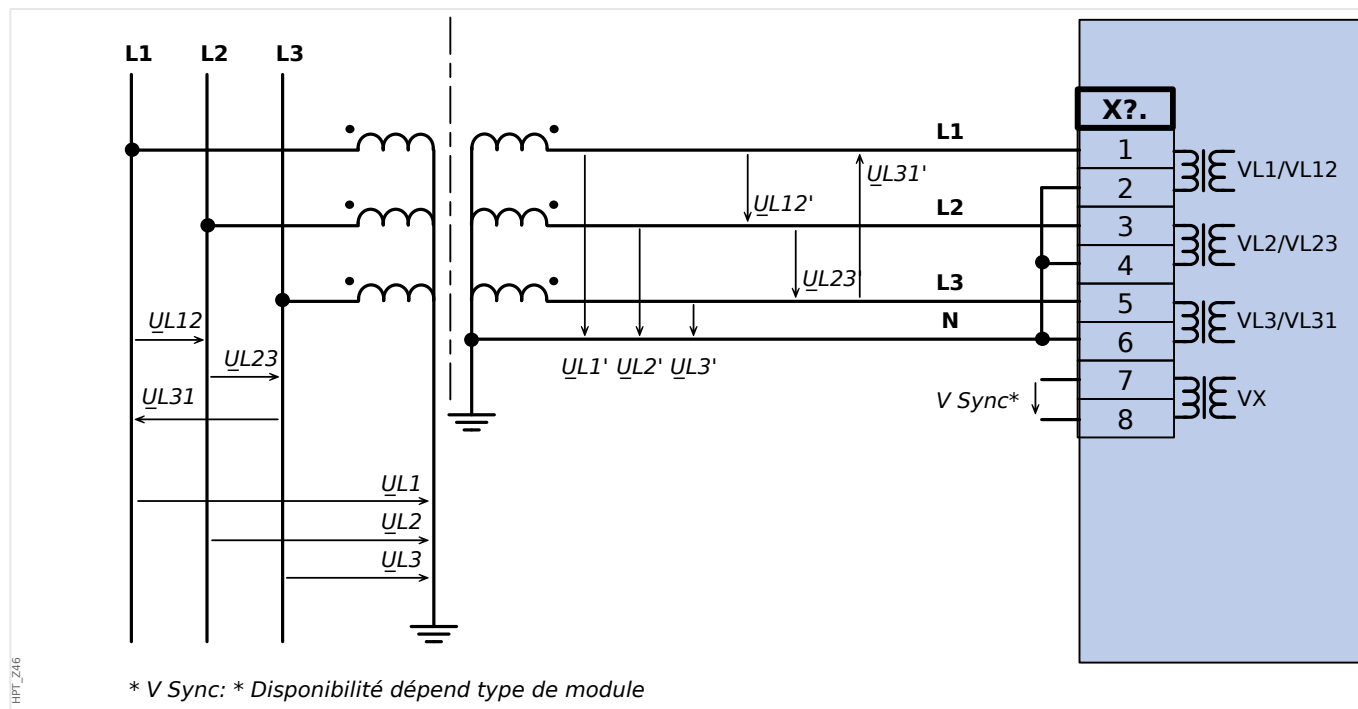 L1 L2 L3
X?.
L1
1
VL1/VL12
UL31'
2
UL12'
L2
3
VL2/VL23
4
UL23'
L3
5
UL12
N
VL3/VL31
6
UL23
UL1' UL2' UL3'
7
UL31
V Sync*
VX
8
UL1
UL2
UL3
HPT_Z46
* V Sync: * Disponibilité dépend type de module